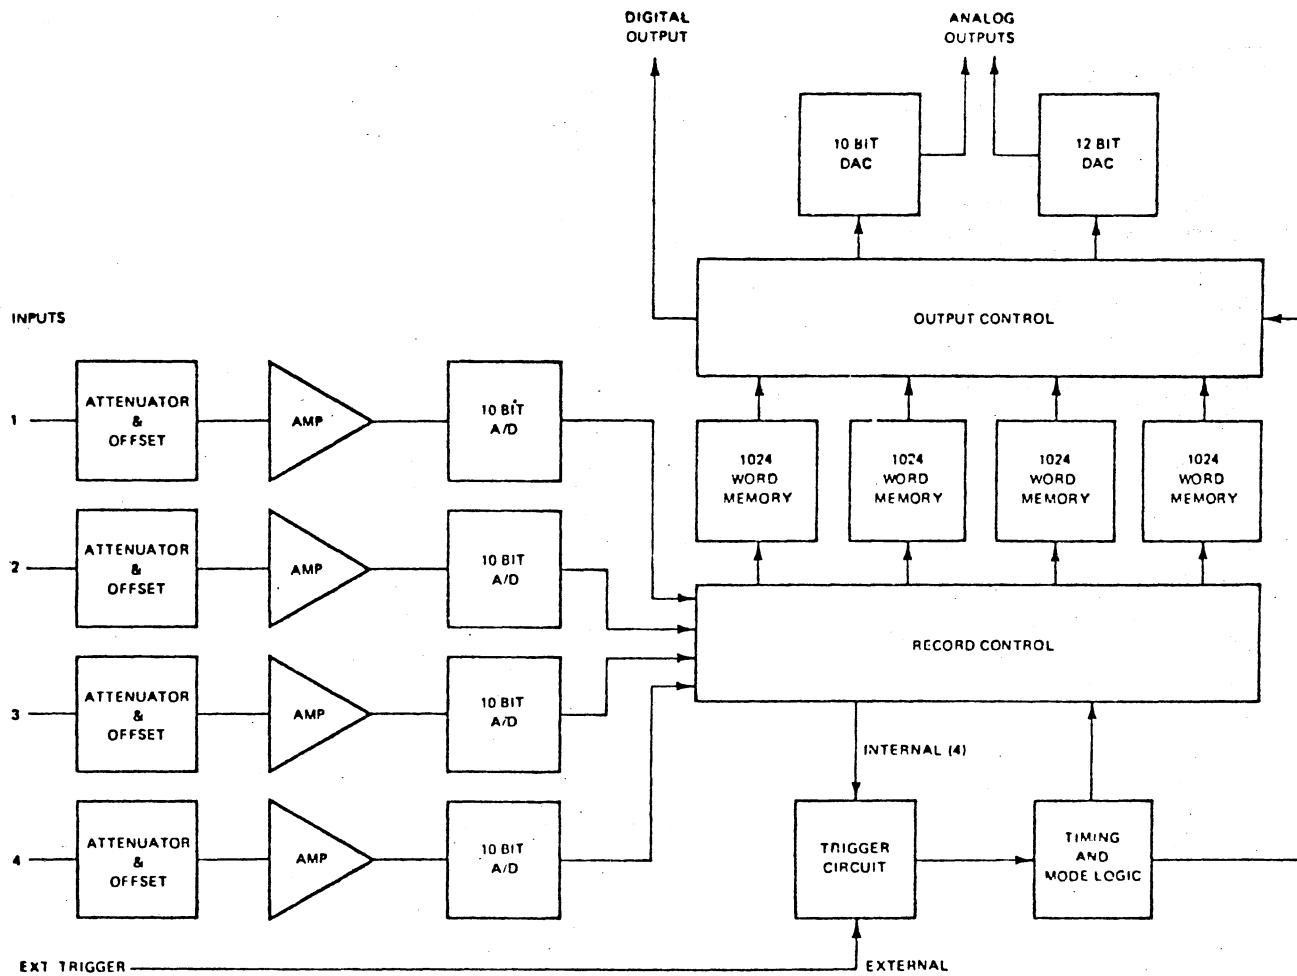 DIGITAL
OUTPUT
ANALOG
OUTPUTS
10 BIT
DAC
12 BIT
DAC
OUTPUT CONTROL
INPUTS
1
ATTENUATOR
&
OFFSET
AMP
10 BIT
A/D
1024
WORD
MEMORY
1024
WORD
MEMORY
1024
WORD
MEMORY
1024
WORD
MEMORY
2
ATTENUATOR
&
OFFSET
AMP
10 BIT
A/D
RECORD CONTROL
3
ATTENUATOR
&
OFFSET
AMP
10 BIT
A/D
INTERNAL (4)
4
ATTENUATOR
&
OFFSET
AMP
10 BIT
A/D
TRIGGER
CIRCUIT
TIMING
AND
MODE LOGIC
EXT TRIGGER
EXTERNAL